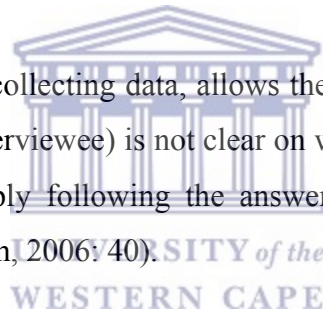 collecting data, allows the
erviewee) is not clear on w
ply following the answer
n, 2006: 40).
UNIVERSITY of the
WESTERN CAPE